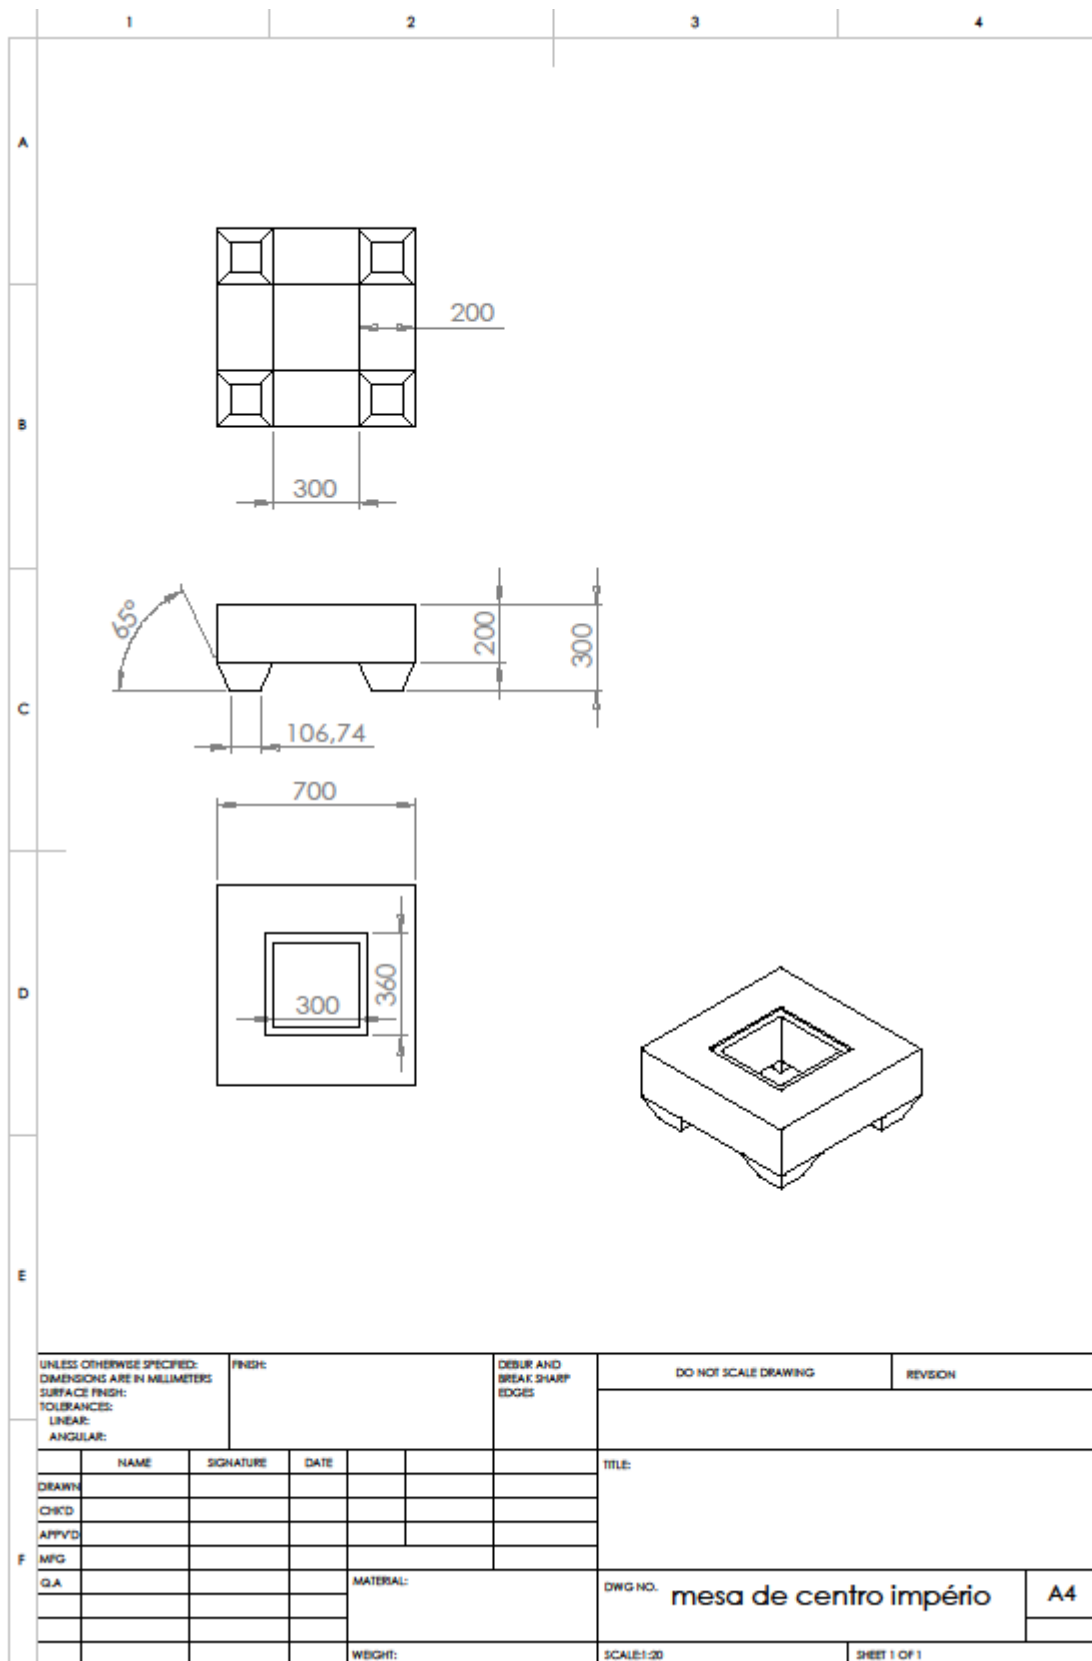 1 2 3 4
A
B
C
D
E
F
200
300
65°
200
300
106,74
700
360
300
UNLESS OTHERWISE SPECIFIED:
DIMENSIONS ARE IN MILLIMETERS
SURFACE FINISH:
TOLERANCES:
LINEAR:
ANGULAR:
FINISH:
DEBUR AND
BREAK SHARP
EDGES
DO NOT SCALE DRAWING
REVISION
NAME SIGNATURE DATE
DRAWN
CHK'D
APPV'D
MFG
Q.A
MATERIAL:
WEIGHT:
TITLE:
DWG NO.
mesa de centro império
A4
SCALE:1:20
SHEET 1 OF 1